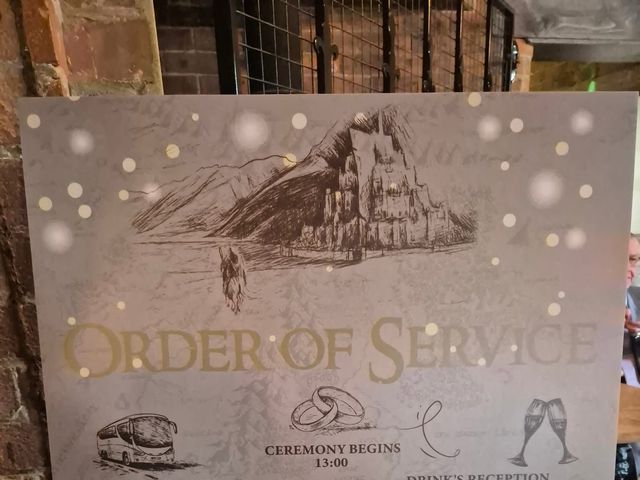 ORDER OF SERVICE
CEREMONY BEGINS
13:00
DRINK'S RECEPTION